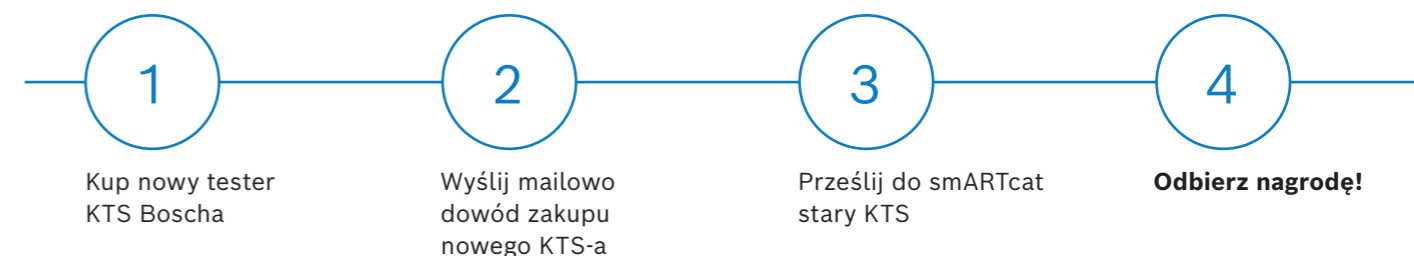 1
2
3
4
Kup nowy tester
KTS Boscha
Wyślij mailowo
dowód zakupu
nowego KTS-a
Prześlij do smARTcat
stary KTS
Odbierz nagrodę!